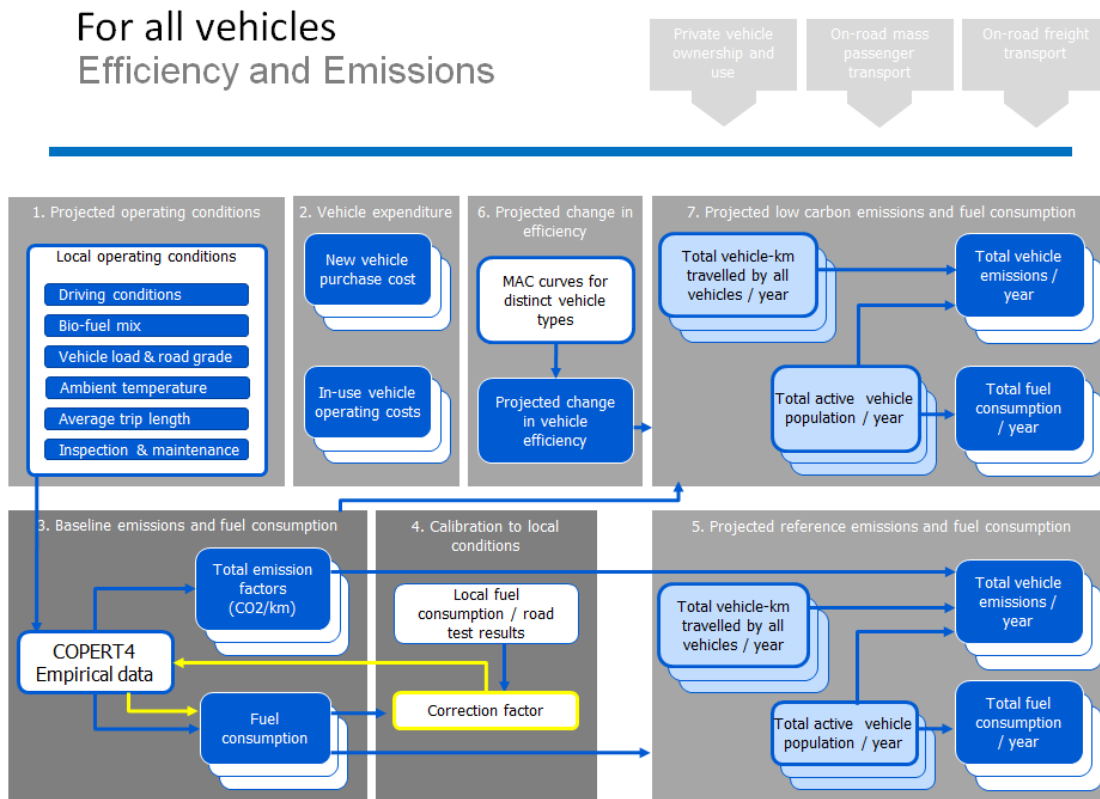 For all vehicles
Efficiency and Emissions
Private vehicle
ownership and
use
On-road mass
passenger
transport
On-road freight
transport
1. Projected operating conditions
Local operating conditions
Driving conditions
Bio-fuel mix
Vehicle load & road grade
Ambient temperature
Average trip length
Inspection & maintenance
2. Vehicle expenditure
New vehicle
purchase cost
In-use vehicle
operating costs
6. Projected change in
efficiency
MAC curves for
distinct vehicle
types
Projected change
in vehicle
efficiency
7. Projected low carbon emissions and fuel consumption
Total vehicle-km
travelled by all
vehicles / year
Total vehicle
emissions /
year
Total active vehicle
population / year
Total fuel
consumption
/ year
3. Baseline emissions and fuel consumption
Total emission
factors
(CO2/km)
COPERT4
Empirical data
Fuel
consumption
4. Calibration to local
conditions
Local fuel
consumption / road
test results
Correction factor
5. Projected reference emissions and fuel consumption
Total vehicle-km
travelled by all
vehicles / year
Total vehicle
emissions /
year
Total active vehicle
population / year
Total fuel
consumption
/ year